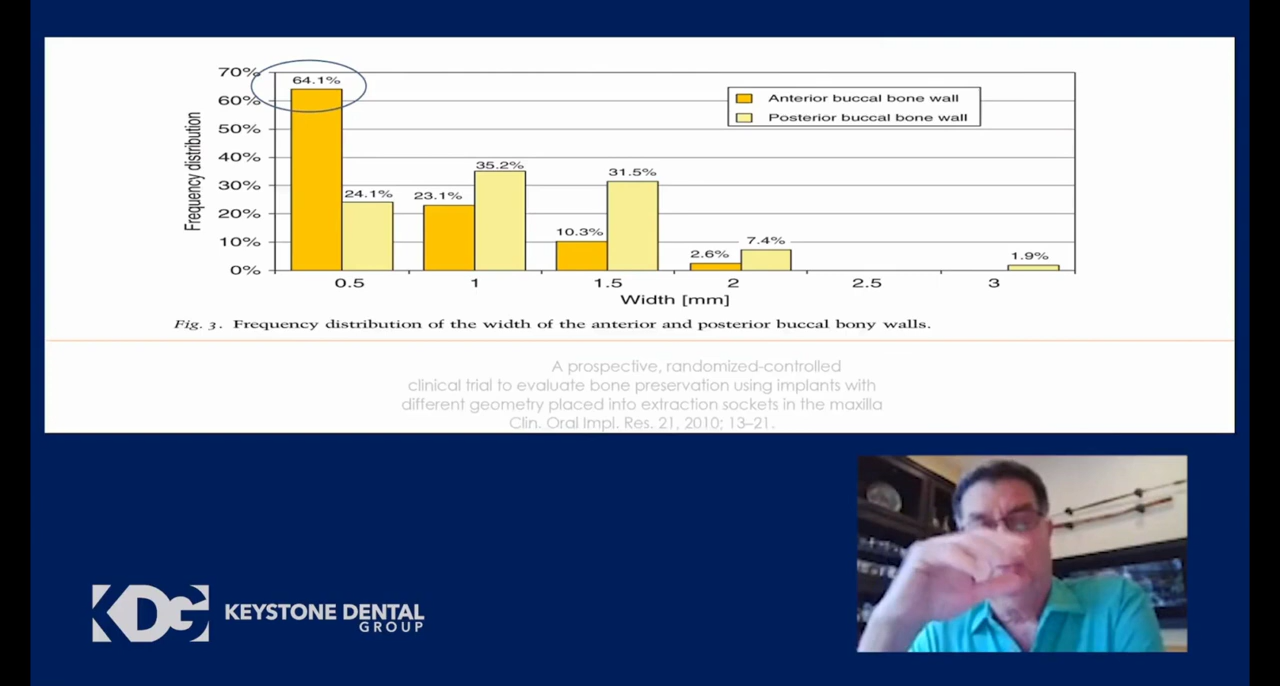 70%
64.1%
60%
50%
40%
35.2%
31.5%
30%
24.1%
23.1%
20%
10.3%
10%
7.4%
2.6%
1.9%
0%
Frequency distribution
Anterior buccal bone wall
Posterior buccal bone wall
0.5 1 1.5 2 2.5 3
Width [mm]
Fig. 3. Frequency distribution of the width of the anterior and posterior buccal bony walls.
A prospective, randomized-controlled
clinical trial to evaluate bone preservation using implants with
different geometry placed into extraction sockets in the maxilla
Clin. Oral Impl. Res. 21, 2010; 13–21.
KDG KEYSTONE DENTAL
GROUP